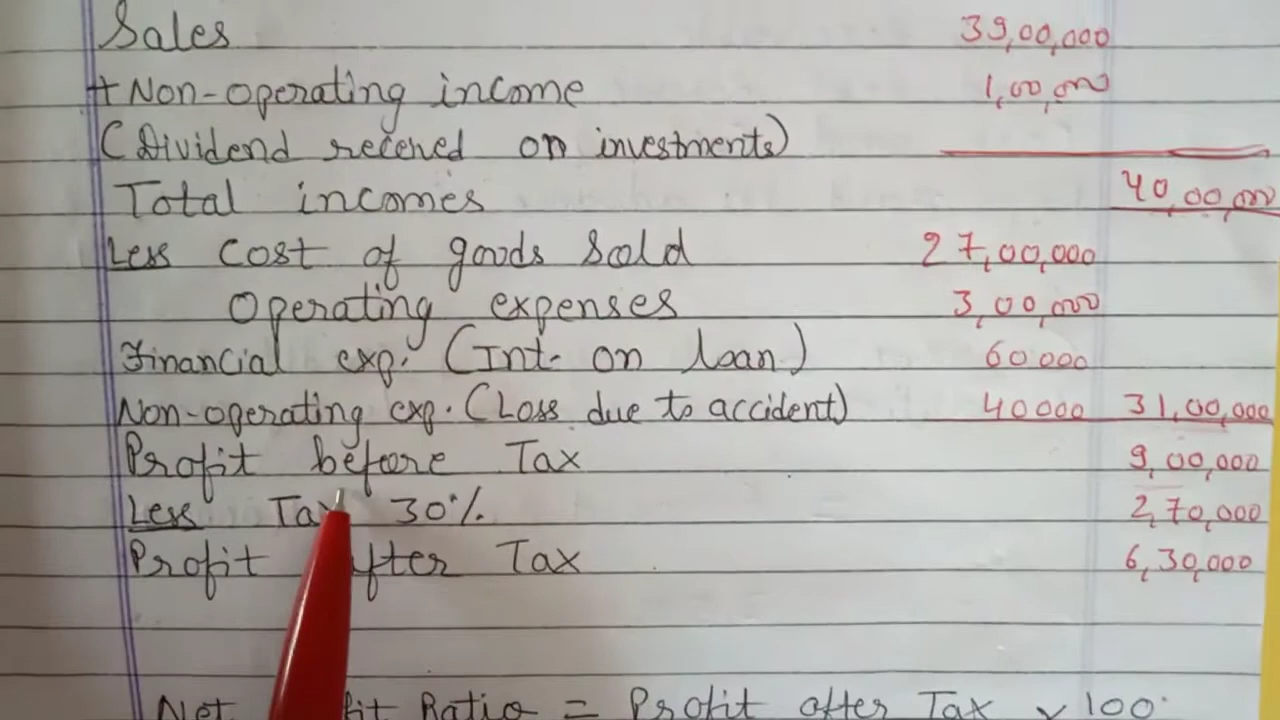 Sales 39,00,000
+ Non-operating income 1,00,000
(Dividend received on investments)
Total incomes 40,00,000
Less Cost of goods sold 27,00,000
Operating expenses 3,00,000
Financial exp. (Int. on loan) 60000
Non-operating exp. (Loss due to accident) 40000 31,00,000
Profit before Tax 9,00,000
Less Tax 30% 2,70,000
Profit after Tax 6,30,000
Net Profit Ratio = Profit after Tax × 100